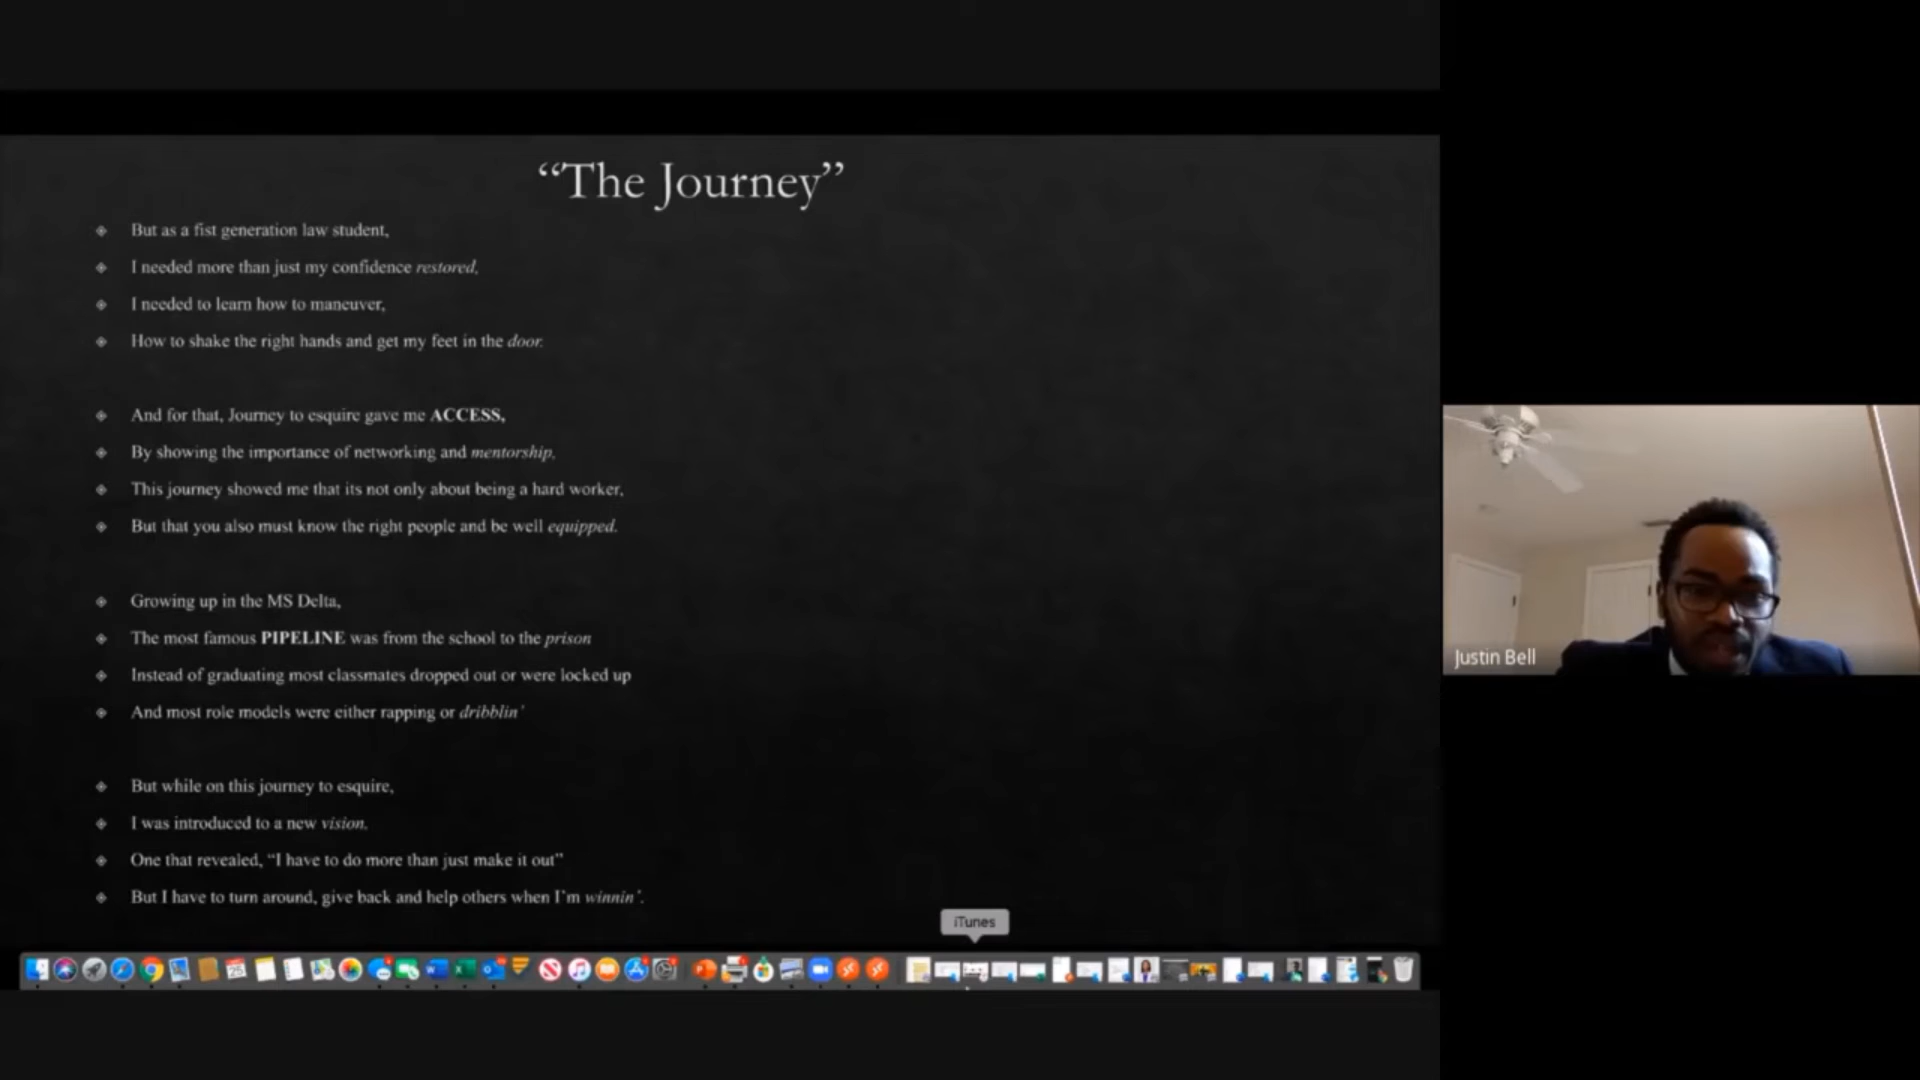 “The Journey”
But as a fist generation law student,
I needed more than just my confidence restored,
I needed to learn how to maneuver,
How to shake the right hands and get my feet in the door.
And for that, Journey to esquire gave me ACCESS,
By showing the importance of networking and mentorship,
This journey showed me that its not only about being a hard worker,
But that you also must know the right people and be well equipped.
Growing up in the MS Delta,
The most famous PIPELINE was from the school to the prison
Instead of graduating most classmates dropped out or were locked up
And most role models were either rapping or dribblin’
But while on this journey to esquire,
I was introduced to a new vision,
One that revealed, “I have to do more than just make it out”
But I have to turn around, give back and help others when I’m winnin’.
iTunes
Justin Bell